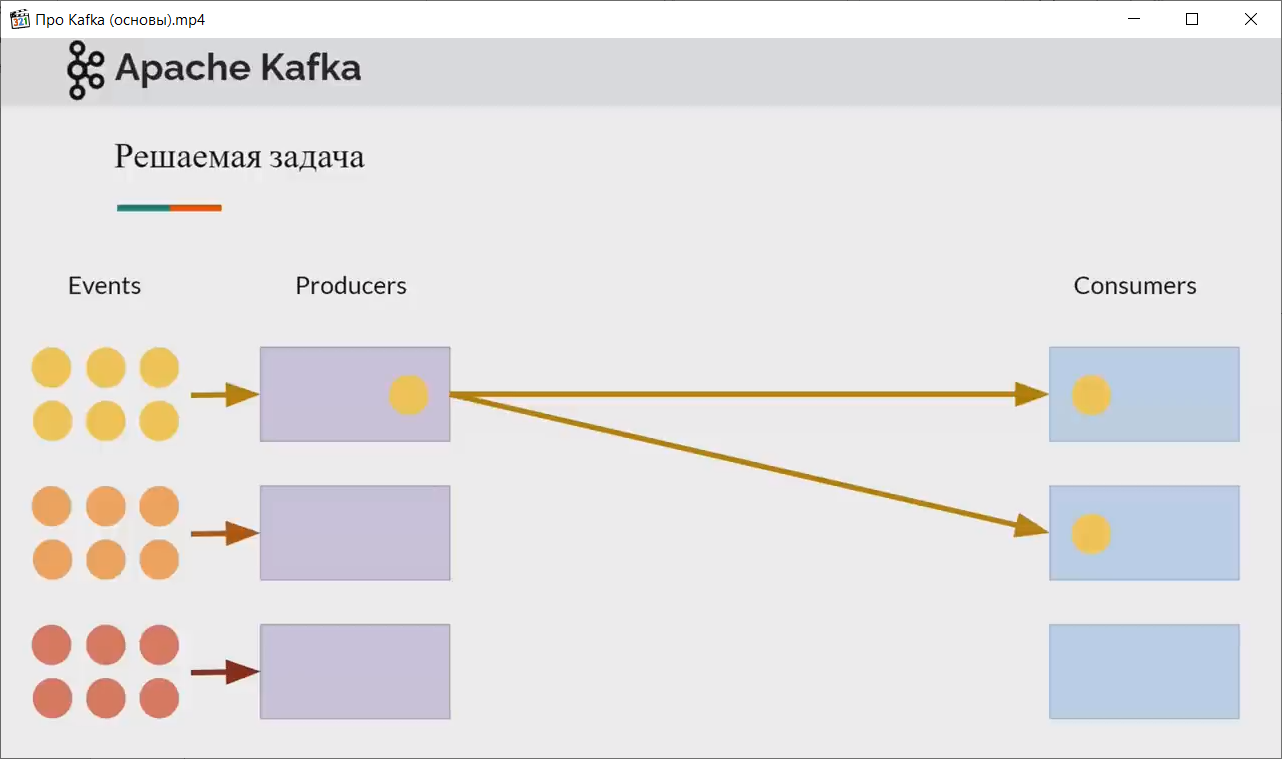 Про Kafka (основы).mp4
Apache Kafka
Решаемая задача
Events
Producers
Consumers